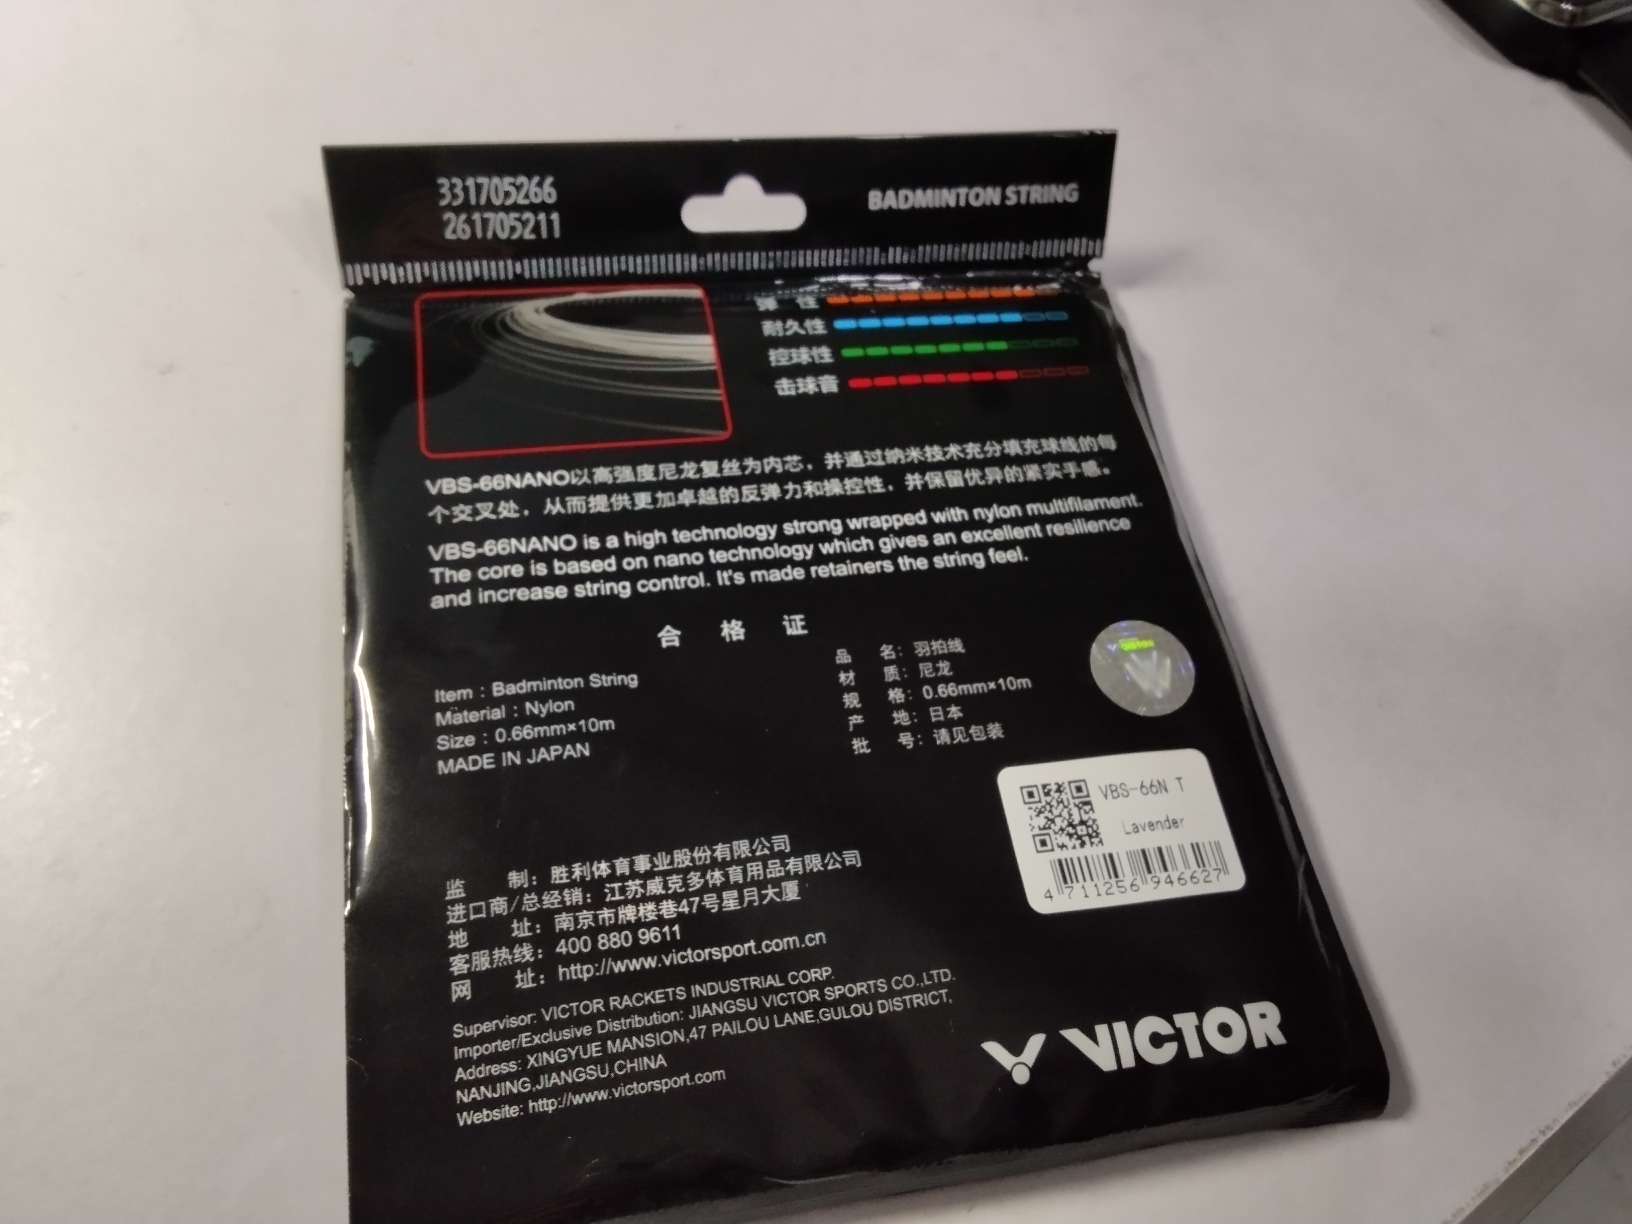 331705266
261705211
BADMINTON STRING
弹 性
耐久性
控球性
击球音
VBS-66NANO以高强度尼龙复丝为内芯，并通过纳米技术充分填充球线的每
个交叉处，从而提供更加卓越的反弹力和操控性，并保留优异的紧实手感。
VBS-66NANO is a high technology strong wrapped with nylon multifilament.
The core is based on nano technology which gives an excellent resilience
and increase string control. It's made retainers the string feel.
合 格 证
Item : Badminton String
Material : Nylon
Size : 0.66mm×10m
MADE IN JAPAN
品 名：羽拍线
材 质：尼龙
规 格：0.66mm×10m
产 地：日本
批 号：请见包装
VBS-66N T
Lavender
4 711256 946627
监 制：胜利体育事业股份有限公司
进口商/总经销：江苏威克多体育用品有限公司
地 址：南京市牌楼巷47号星月大厦
客服热线：400 880 9611
网 址：http://www.victorsport.com.cn
Supervisor: VICTOR RACKETS INDUSTRIAL CORP.
Importer/Exclusive Distribution: JIANGSU VICTOR SPORTS CO.,LTD.
Address: XINGYUE MANSION,47 PAILOU LANE,GULOU DISTRICT,
NANJING,JIANGSU,CHINA
Website: http://www.victorsport.com
VICTOR